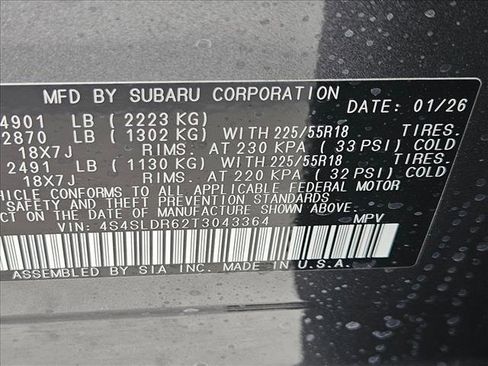 MFD BY SUBARU CORPORATION
DATE: 01/26
4901 LB (2223 KG)
2870 LB (1302 KG) WITH 225/55R18 TIRES.
18X7J RIMS. AT 230 KPA (33 PSI) COLD
2491 LB (1130 KG) WITH 225/55R18 TIRES.
18X7J RIMS. AT 220 KPA (32 PSI) COLD
VEHICLE CONFORMS TO ALL APPLICABLE FEDERAL MOTOR
SAFETY AND THEFT PREVENTION STANDARDS
ON THE DATE OF MANUFACTURE SHOWN ABOVE.
VIN: 4S4SLDR62T3043364 MPV
ASSEMBLED BY SIA INC. MADE IN U.S.A.